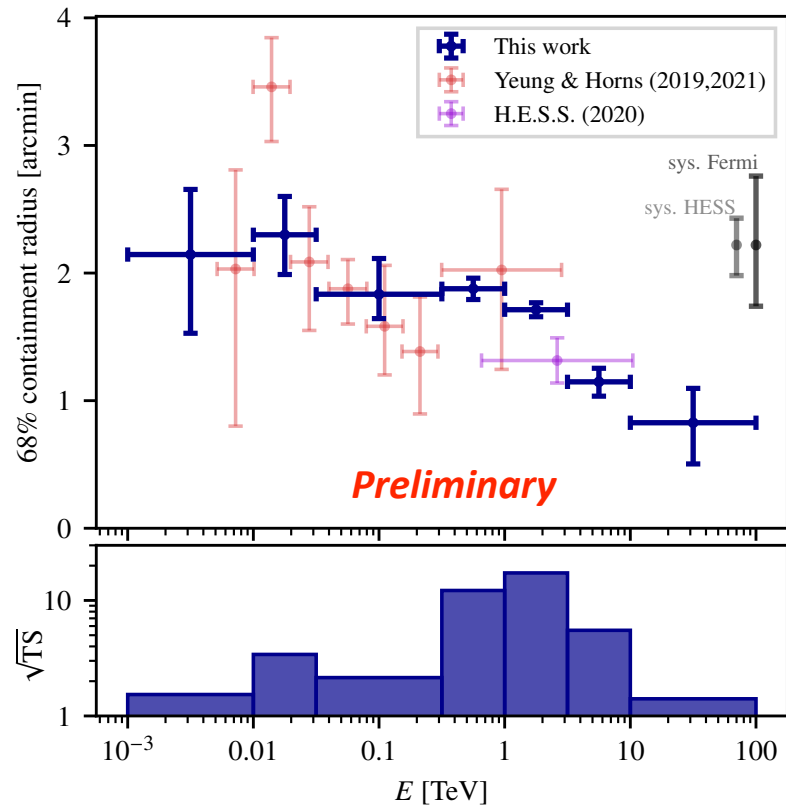 4
3
2
1
0
68% containment radius [arcmin]
This work
Yeung & Horns (2019,2021)
H.E.S.S. (2020)
sys. Fermi
sys. HESS
Preliminary
10
1
√TS
10⁻³
0.01
0.1
1
10
100
E [TeV]